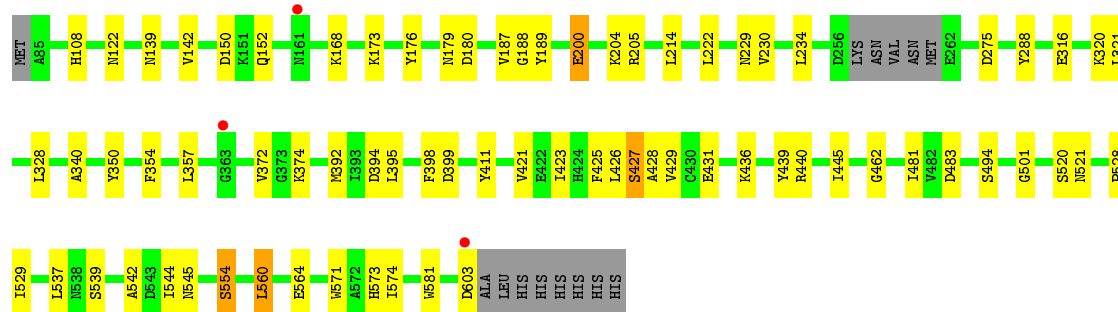 MET A85 H108 N122 N139 V142 D150 K151 Q152 N161 K168 K173 Y176 N179 D180 V187 G188 Y189 E200 K204 R205 L214 L222 N229 V230 L234 D256 LYS ASN VAL ASN MET E262 D275 Y288 E316 K320
L328 A340 Y350 F354 L357 G363 V372 G373 K374 M392 I393 D394 L395 F398 D399 Y411 V421 E422 I423 H424 F425 L426 S427 A428 V429 C430 E431 K436 Y439 R440 I445 G462 I481 V482 D483 S494 G501 S520 N521
I529 L537 N538 S539 A542 D543 I544 N545 S554 L560 E564 W571 A572 H573 I574 W581 D603 ALA LEU HIS HIS HIS HIS HIS HIS